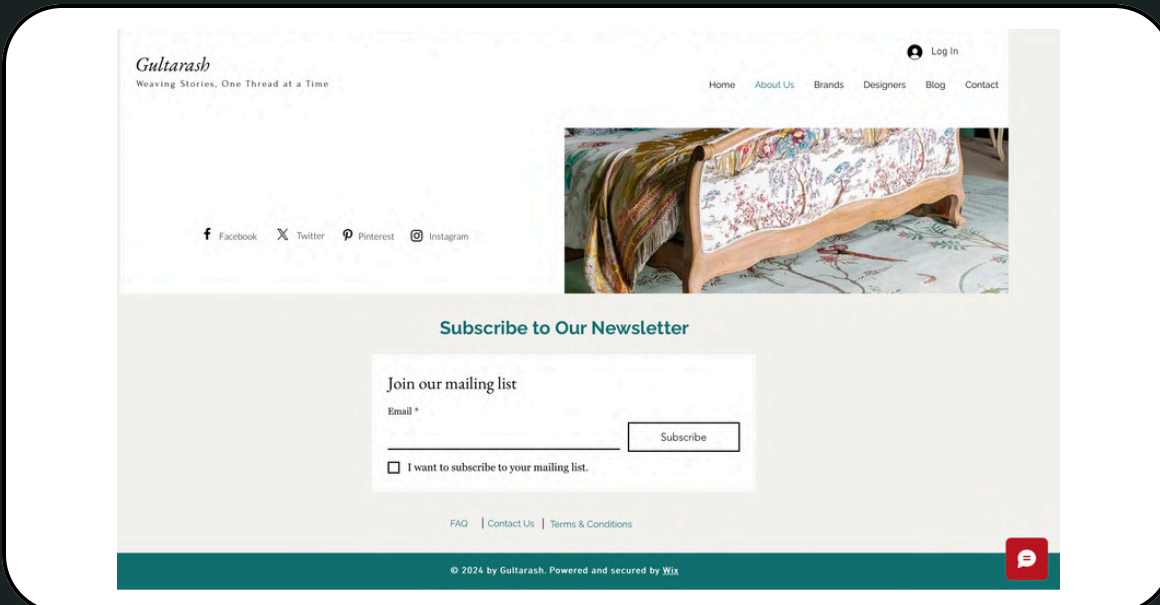 Log In
Gultarash
Weaving Stories, One Thread at a Time
Home About Us Brands Designers Blog Contact
Facebook Twitter Pinterest Instagram
Subscribe to Our Newsletter
Join our mailing list
Email *
Subscribe
I want to subscribe to your mailing list.
FAQ | Contact Us | Terms & Conditions
© 2024 by Gultarash. Powered and secured by Wix